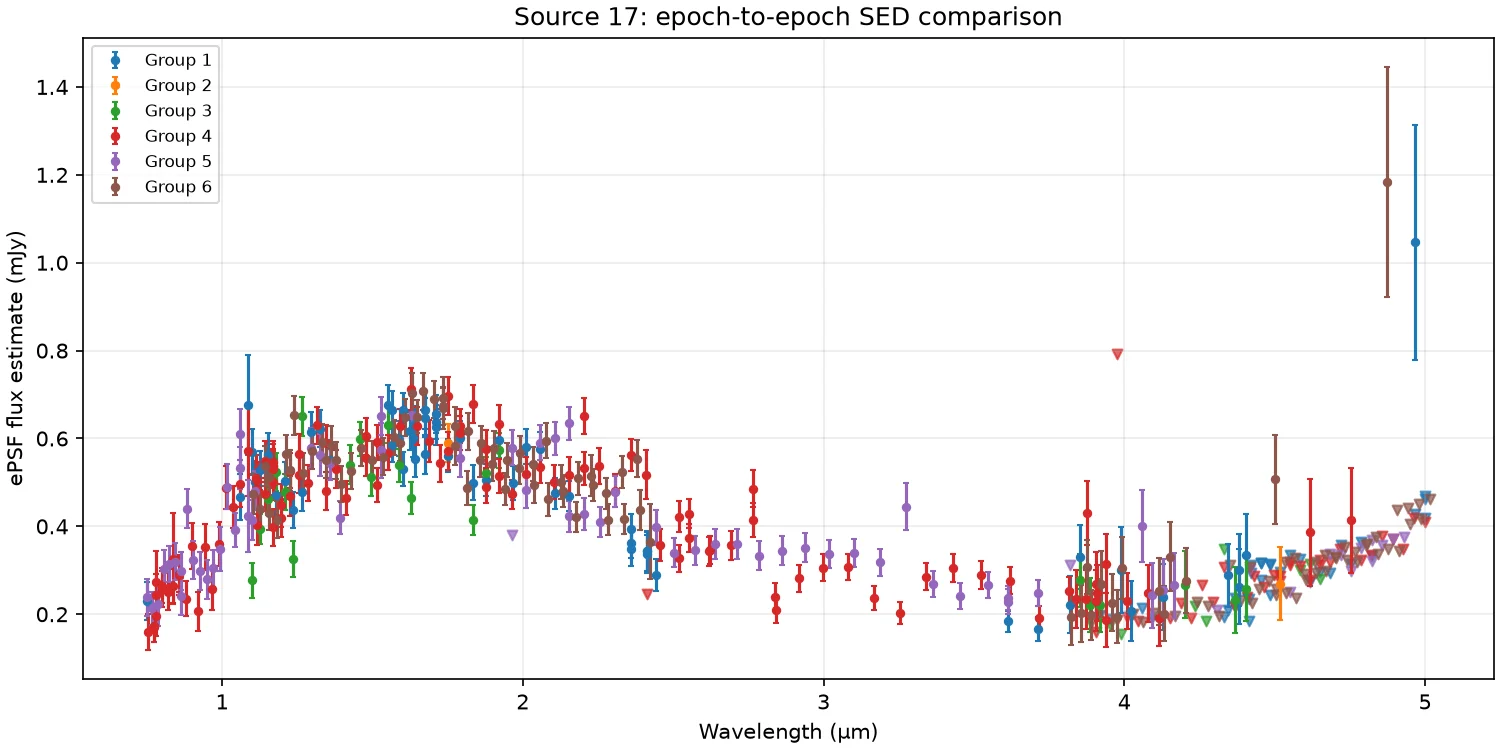 Source 17: epoch-to-epoch SED comparison
Group 1
Group 2
Group 3
Group 4
Group 5
Group 6
ePSF flux estimate (mJy)
1.4
1.2
1.0
0.8
0.6
0.4
0.2
1 2 3 4 5
Wavelength (μm)